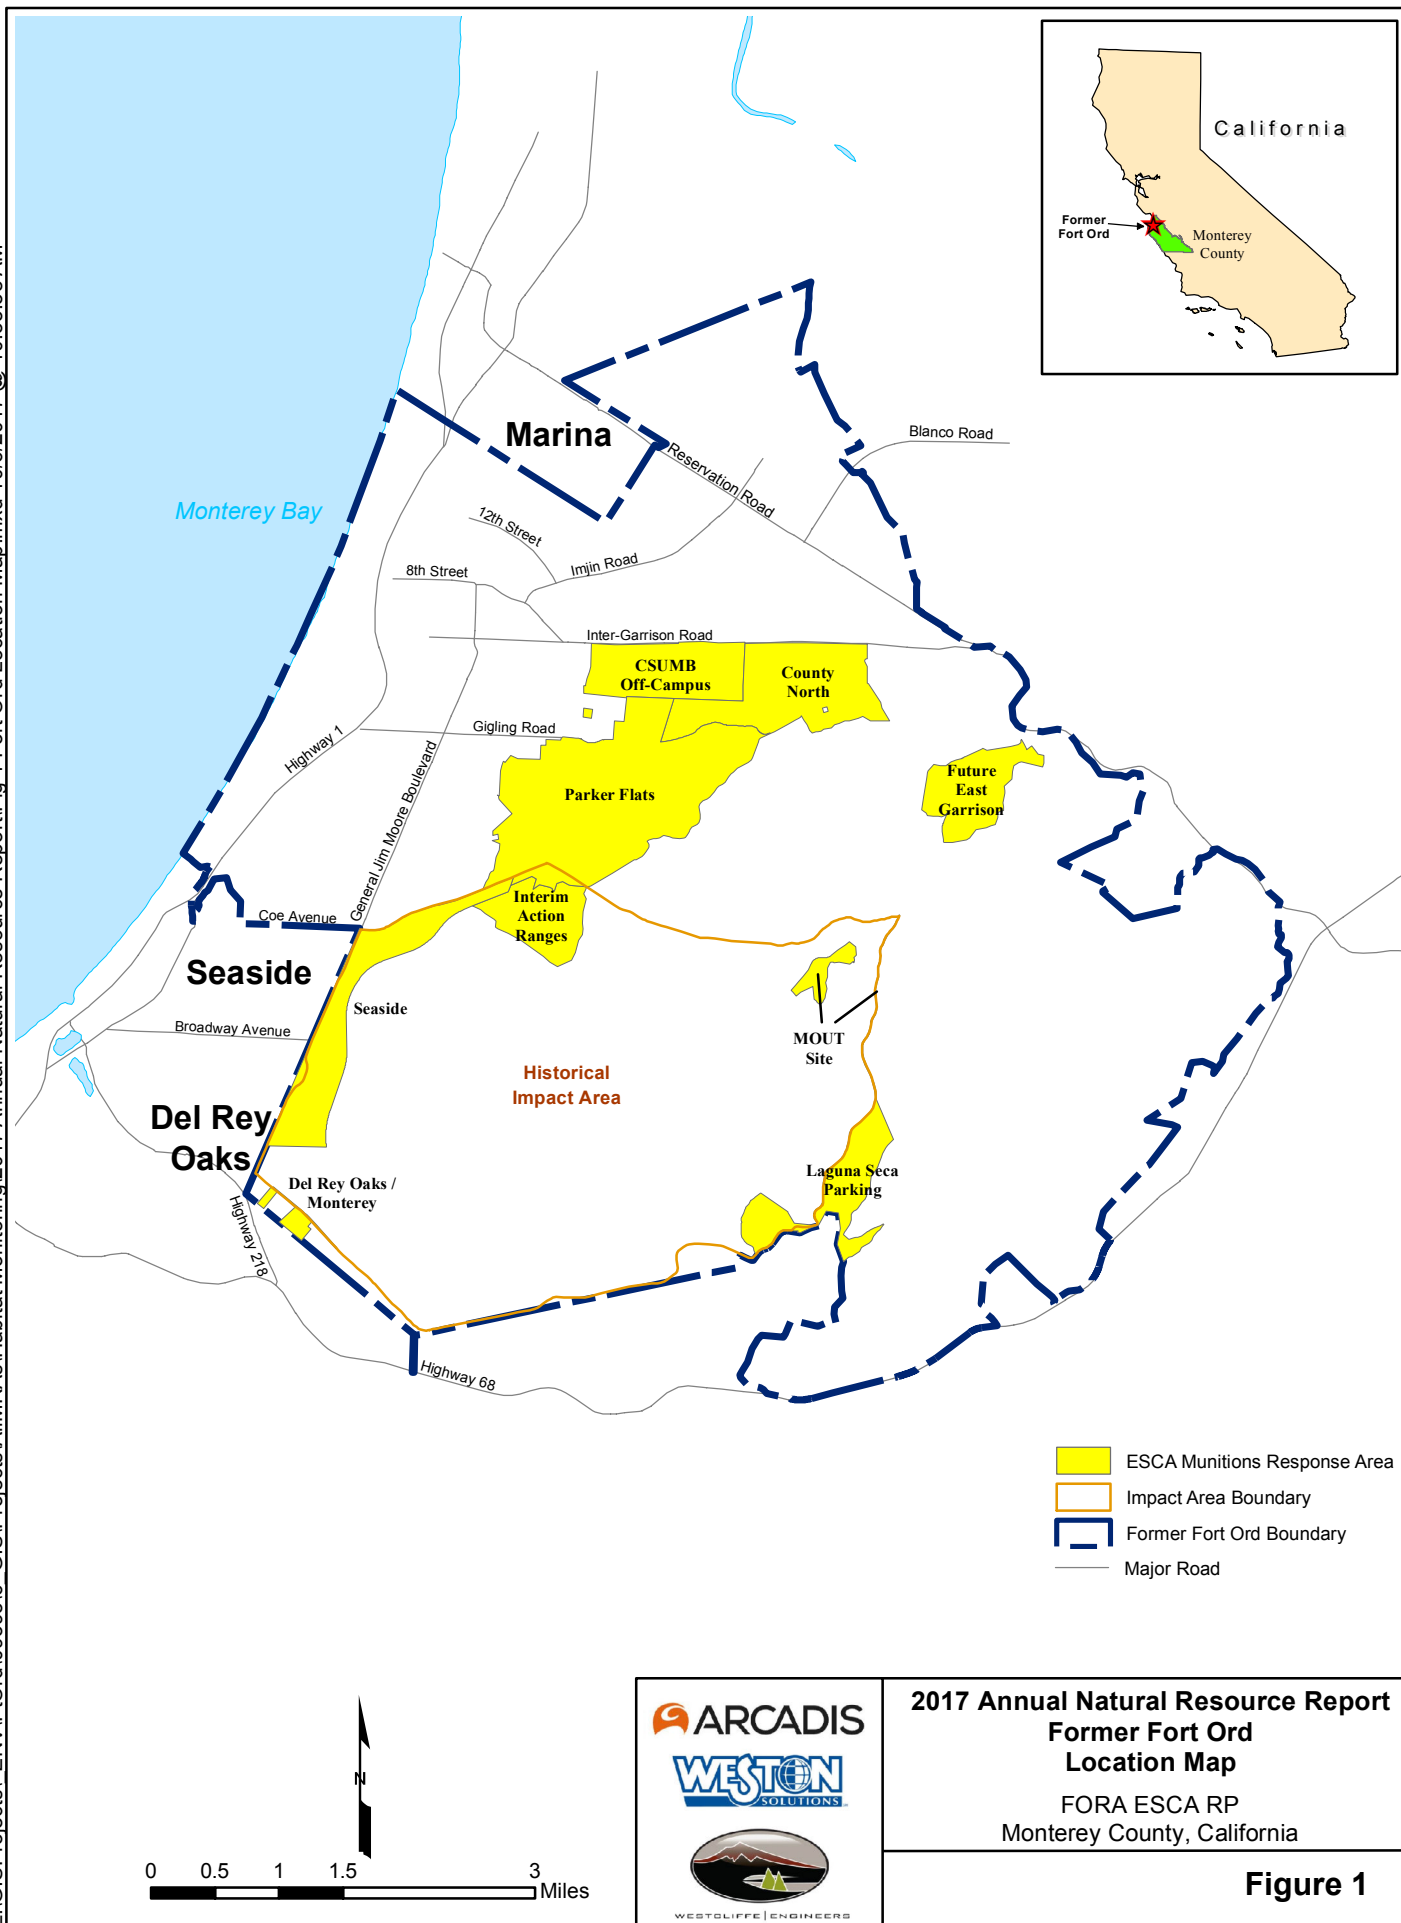 California
Former
Fort Ord
Monterey
County
Marina
Blanco Road
Reservation Road
Monterey Bay
12th Street
Imjin Road
8th Street
Inter-Garrison Road
CSUMB
Off-Campus
County
North
Gigling Road
Highway 1
General Jim Moore Boulevard
Parker Flats
Future
East
Garrison
Interim
Action
Ranges
Coe Avenue
Seaside
Seaside
Broadway Avenue
MOUT
Site
Historical
Impact Area
Del Rey
Oaks
Laguna Seca
Parking
Del Rey Oaks /
Monterey
Highway 218
Highway 68
ESCA Munitions Response Area
Impact Area Boundary
Former Fort Ord Boundary
Major Road
N
0 0.5 1 1.5 3
Miles
ARCADIS
WESTON
SOLUTIONS
WESTCLIFFE | ENGINEERS
2017 Annual Natural Resource Report
Former Fort Ord
Location Map
FORA ESCA RP
Monterey County, California
Figure 1